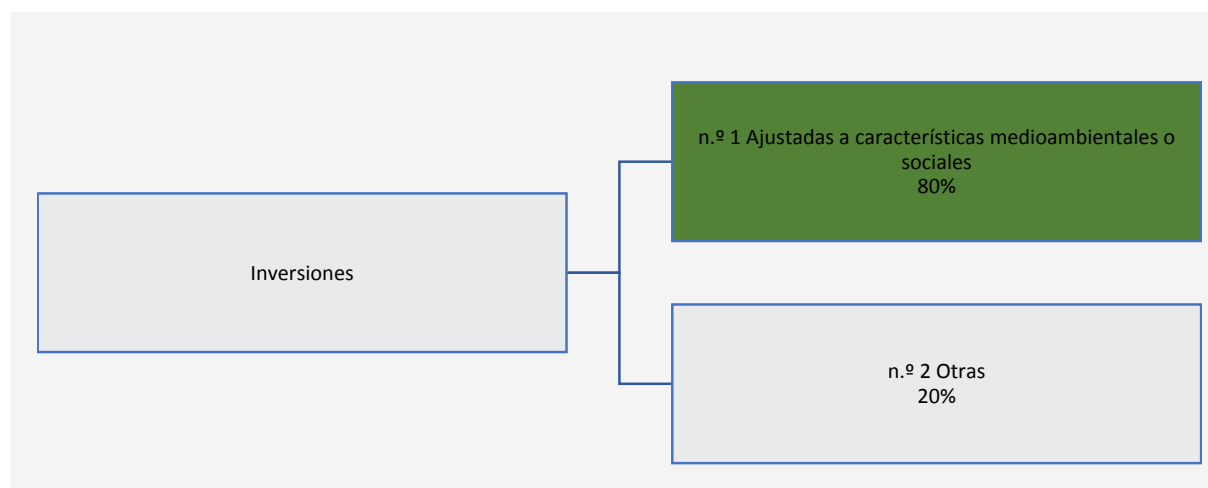 n.º 1 Ajustadas a características medioambientales o
sociales
80%
Inversiones
n.º 2 Otras
20%